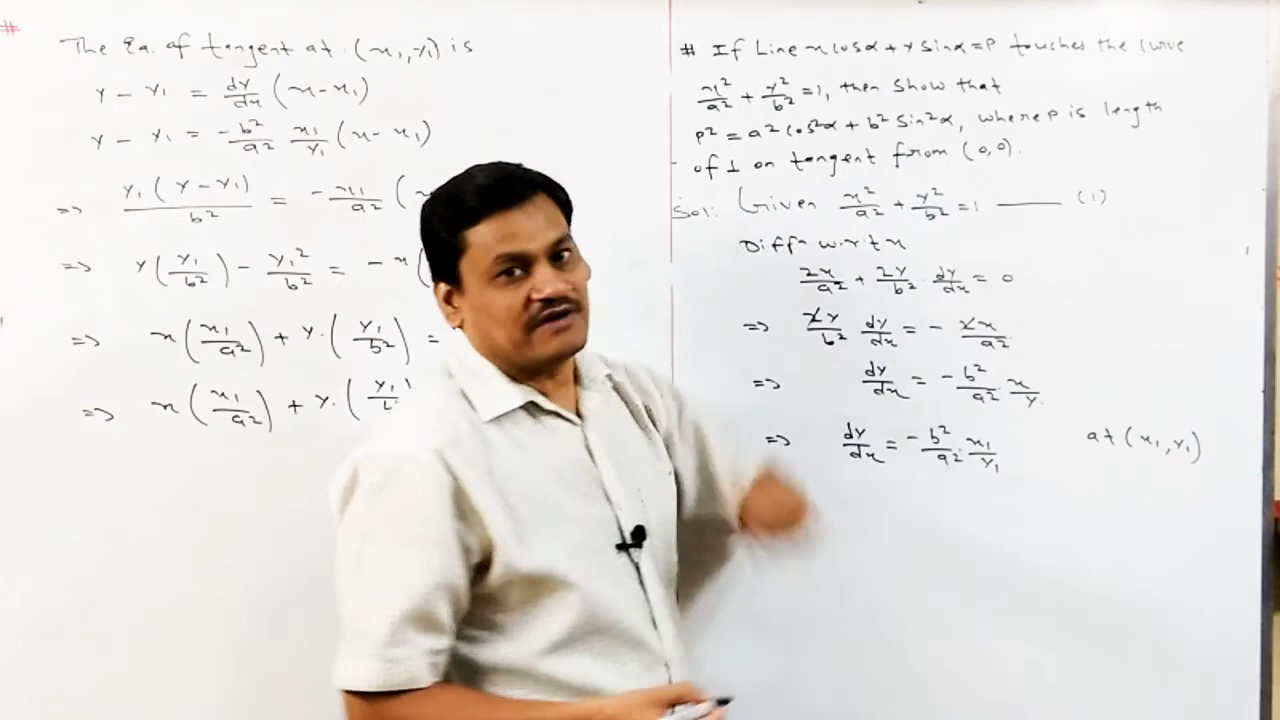 #
The Eq. of tangent at (x₁, y₁) is
y - y₁ = dy/dx (x - x₁)
y - y₁ = -b²/a² x₁/y₁ (x - x₁)
=> y₁(y - y₁)/b² = -x₁/a² (
=> y(y₁/b²) - y₁²/b² = -x(
=> x(x₁/a²) + y·(y₁/b²) =
=> x(x₁/a²) + y·(y₁/
# If Line x cosα + y sinα = P touches the curve
x²/a² + y²/b² = 1, then show that
p² = a² cos²α + b² sin²α, where P is length
of ⊥ on tangent from (0,0).
Sol: Given x²/a² + y²/b² = 1 ——— (1)
Diffn w.r.t x
2x/a² + 2y/b² · dy/dx = 0
=> 2y/b² dy/dx = - 2x/a²
=> dy/dx = -b²/a² · x/y.
=> dy/dx = -b²/a² · x₁/y₁ at (x₁, y₁)